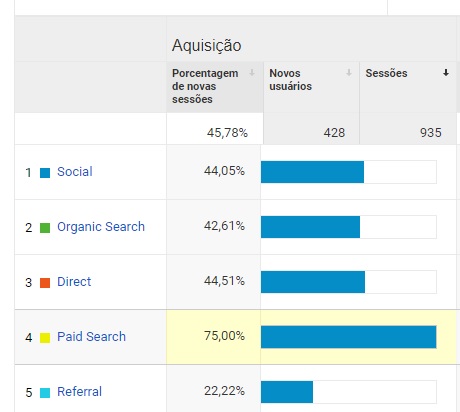 Aquisição
Porcentagem de novas sessões
Novos usuários
Sessões
45,78% 428 935
1 Social 44,05%
2 Organic Search 42,61%
3 Direct 44,51%
4 Paid Search 75,00%
5 Referral 22,22%